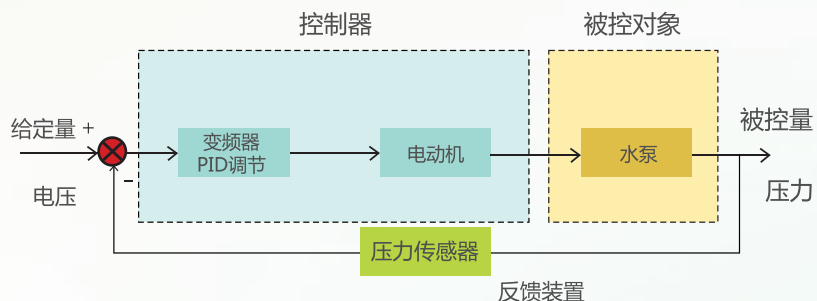 控制器
被控对象
给定量 +
变频器
PID调节
电动机
水泵
被控量
电压
-
压力
压力传感器
反馈装置